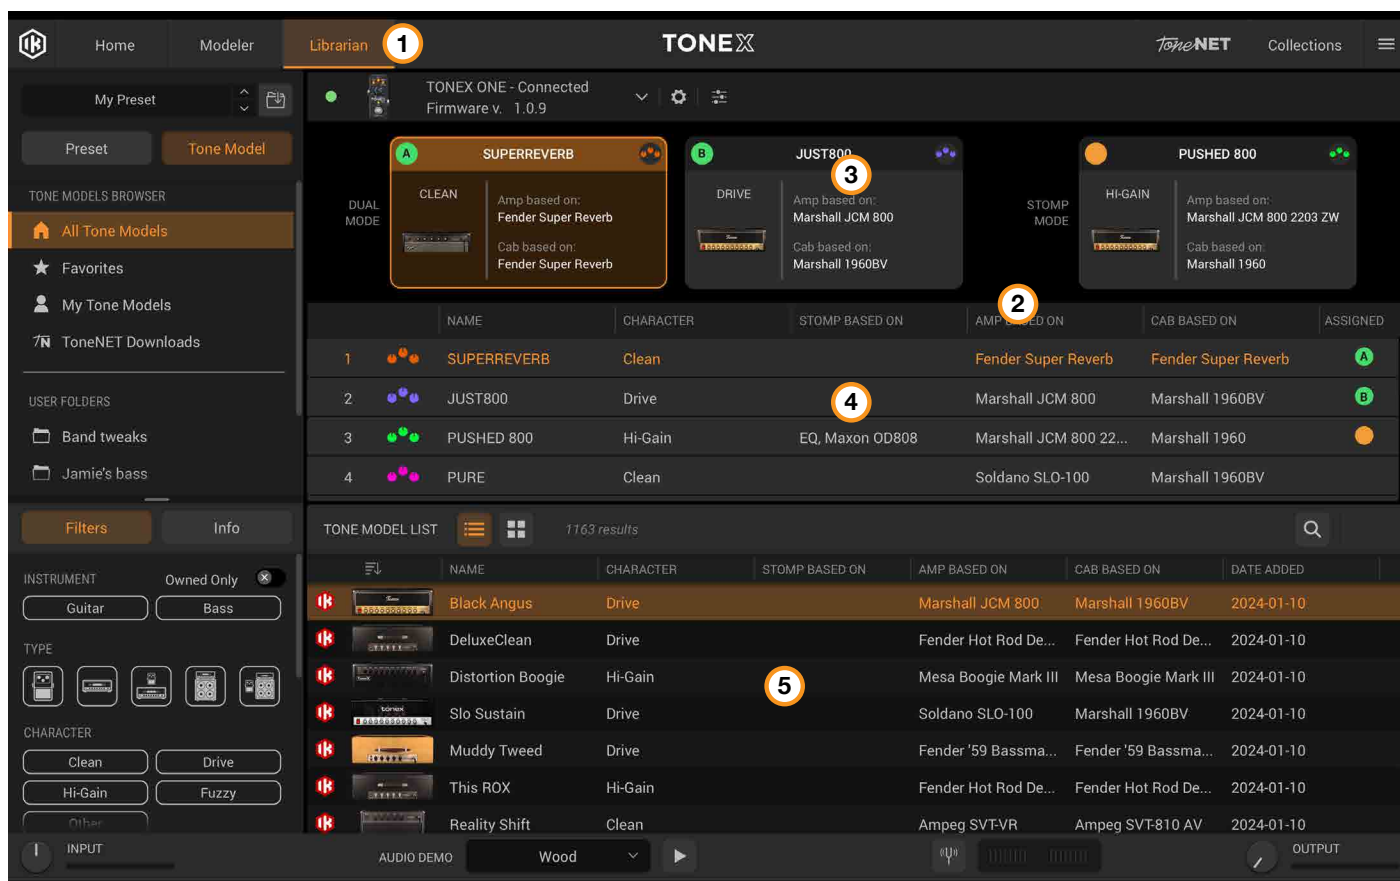 Home
Modeler
Librarian
1
TONEX
ToneNET
Collections
My Preset
TONEX ONE - Connected
Firmware v. 1.0.9
Preset
Tone Model
A
SUPERREVERB
B
JUST800
PUSHED 800
3
DUAL
MODE
CLEAN
Amp based on:
Fender Super Reverb
Cab based on:
Fender Super Reverb
DRIVE
Amp based on:
Marshall JCM 800
Cab based on:
Marshall 1960BV
STOMP
MODE
HI-GAIN
Amp based on:
Marshall JCM 800 2203 ZW
Cab based on:
Marshall 1960
TONE MODELS BROWSER
All Tone Models
Favorites
My Tone Models
ToneNET Downloads
USER FOLDERS
Band tweaks
Jamie's bass
2
NAME CHARACTER STOMP BASED ON AMP BASED ON CAB BASED ON ASSIGNED
1 SUPERREVERB Clean Fender Super Reverb Fender Super Reverb A
2 JUST800 Drive 4 Marshall JCM 800 Marshall 1960BV B
3 PUSHED 800 Hi-Gain EQ, Maxon OD808 Marshall JCM 800 22... Marshall 1960
4 PURE Clean Soldano SLO-100 Marshall 1960BV
Filters
Info
TONE MODEL LIST
1163 results
INSTRUMENT
Owned Only
Guitar
Bass
TYPE
CHARACTER
Clean
Drive
Hi-Gain
Fuzzy
Other
NAME CHARACTER STOMP BASED ON AMP BASED ON CAB BASED ON DATE ADDED
Black Angus Drive Marshall JCM 800 Marshall 1960BV 2024-01-10
DeluxeClean Drive Fender Hot Rod De... Fender Hot Rod De... 2024-01-10
Distortion Boogie Hi-Gain 5 Mesa Boogie Mark III Mesa Boogie Mark III 2024-01-10
Slo Sustain Drive Soldano SLO-100 Marshall 1960BV 2024-01-10
Muddy Tweed Drive Fender '59 Bassma... Fender '59 Bassma... 2024-01-10
This ROX Hi-Gain Fender Hot Rod De... Fender Hot Rod De... 2024-01-10
Reality Shift Clean Ampeg SVT-VR Ampeg SVT-810 AV 2024-01-10
INPUT
AUDIO DEMO
Wood
OUTPUT